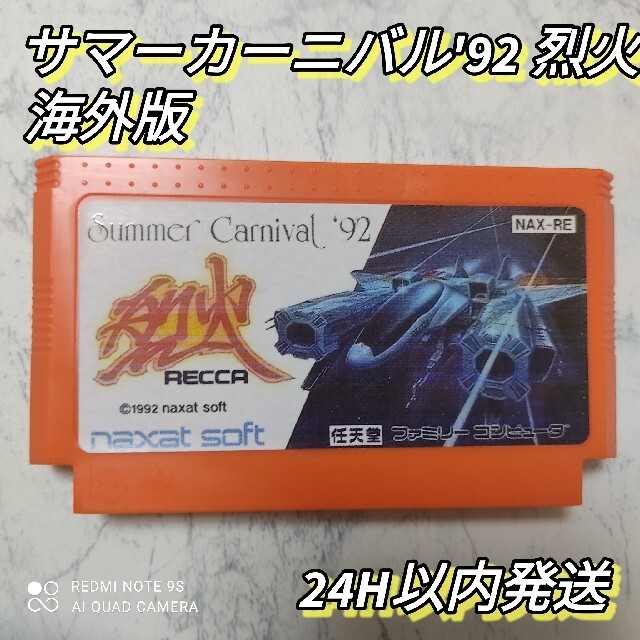 サマーカーニバル'92 烈火
海外版
Summer Carnival '92
NAX-RE
烈火
RECCA
©1992 naxat soft
naxat soft
任天堂 ファミリー コンピュータ
24H以内発送
REDMI NOTE 9S
AI QUAD CAMERA